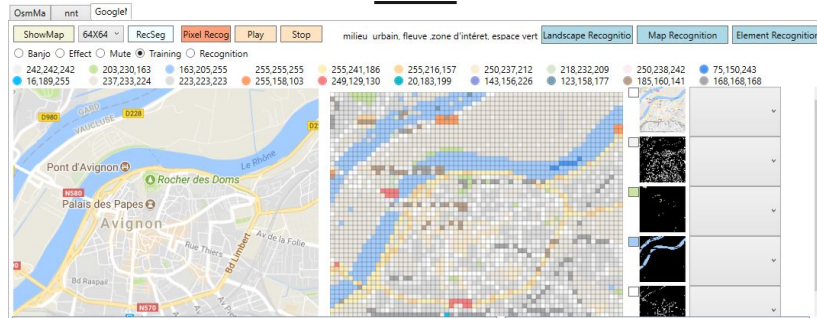 OsmMa nnt Googlef
ShowMap 64X64 RecSeg Pixel Recog Play Stop milieu urbain, fleuve ,zone d'intéret, espace vert Landscape Recognitio Map Recognition Element Recognition
Banjo Effect Mute Training Recognition
242,242,242 203,230,163 163,205,255 255,255,255 255,241,186 255,216,157 250,237,212 218,232,209 250,238,242 75,150,243
16,189,255 237,233,224 223,223,223 255,158,103 249,129,130 20,183,199 143,156,226 123,158,177 185,160,141 168,168,168
GARD
D980 D228
VAUCLUSE
D2
Pont d'Avignon
Le Rhône
Rocher des Doms
N580
Palais des Papes
Avignon
Rue Thiers
Av de la Folie
Bd Limbert
Bd Raspail
N570